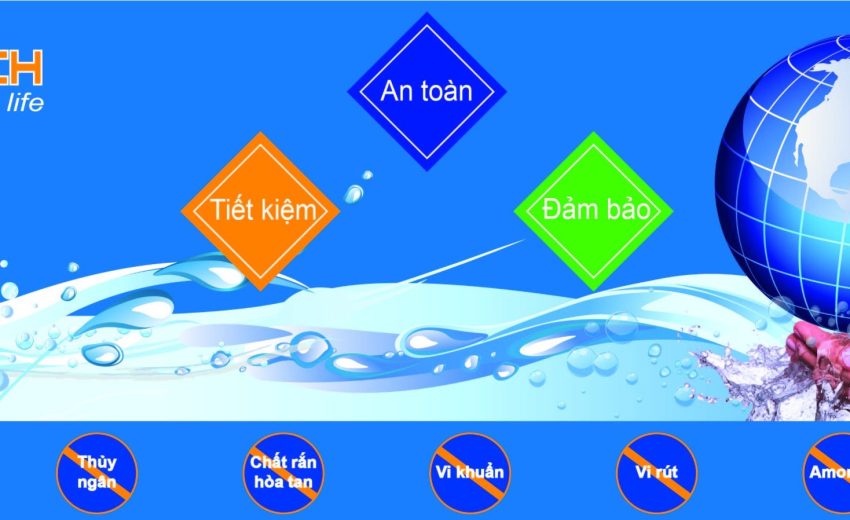 CH
life
An toàn
Tiết kiệm
Đảm bảo
Thủy
ngân
Chất rắn
hòa tan
Vi khuẩn
Vi rút
Amo